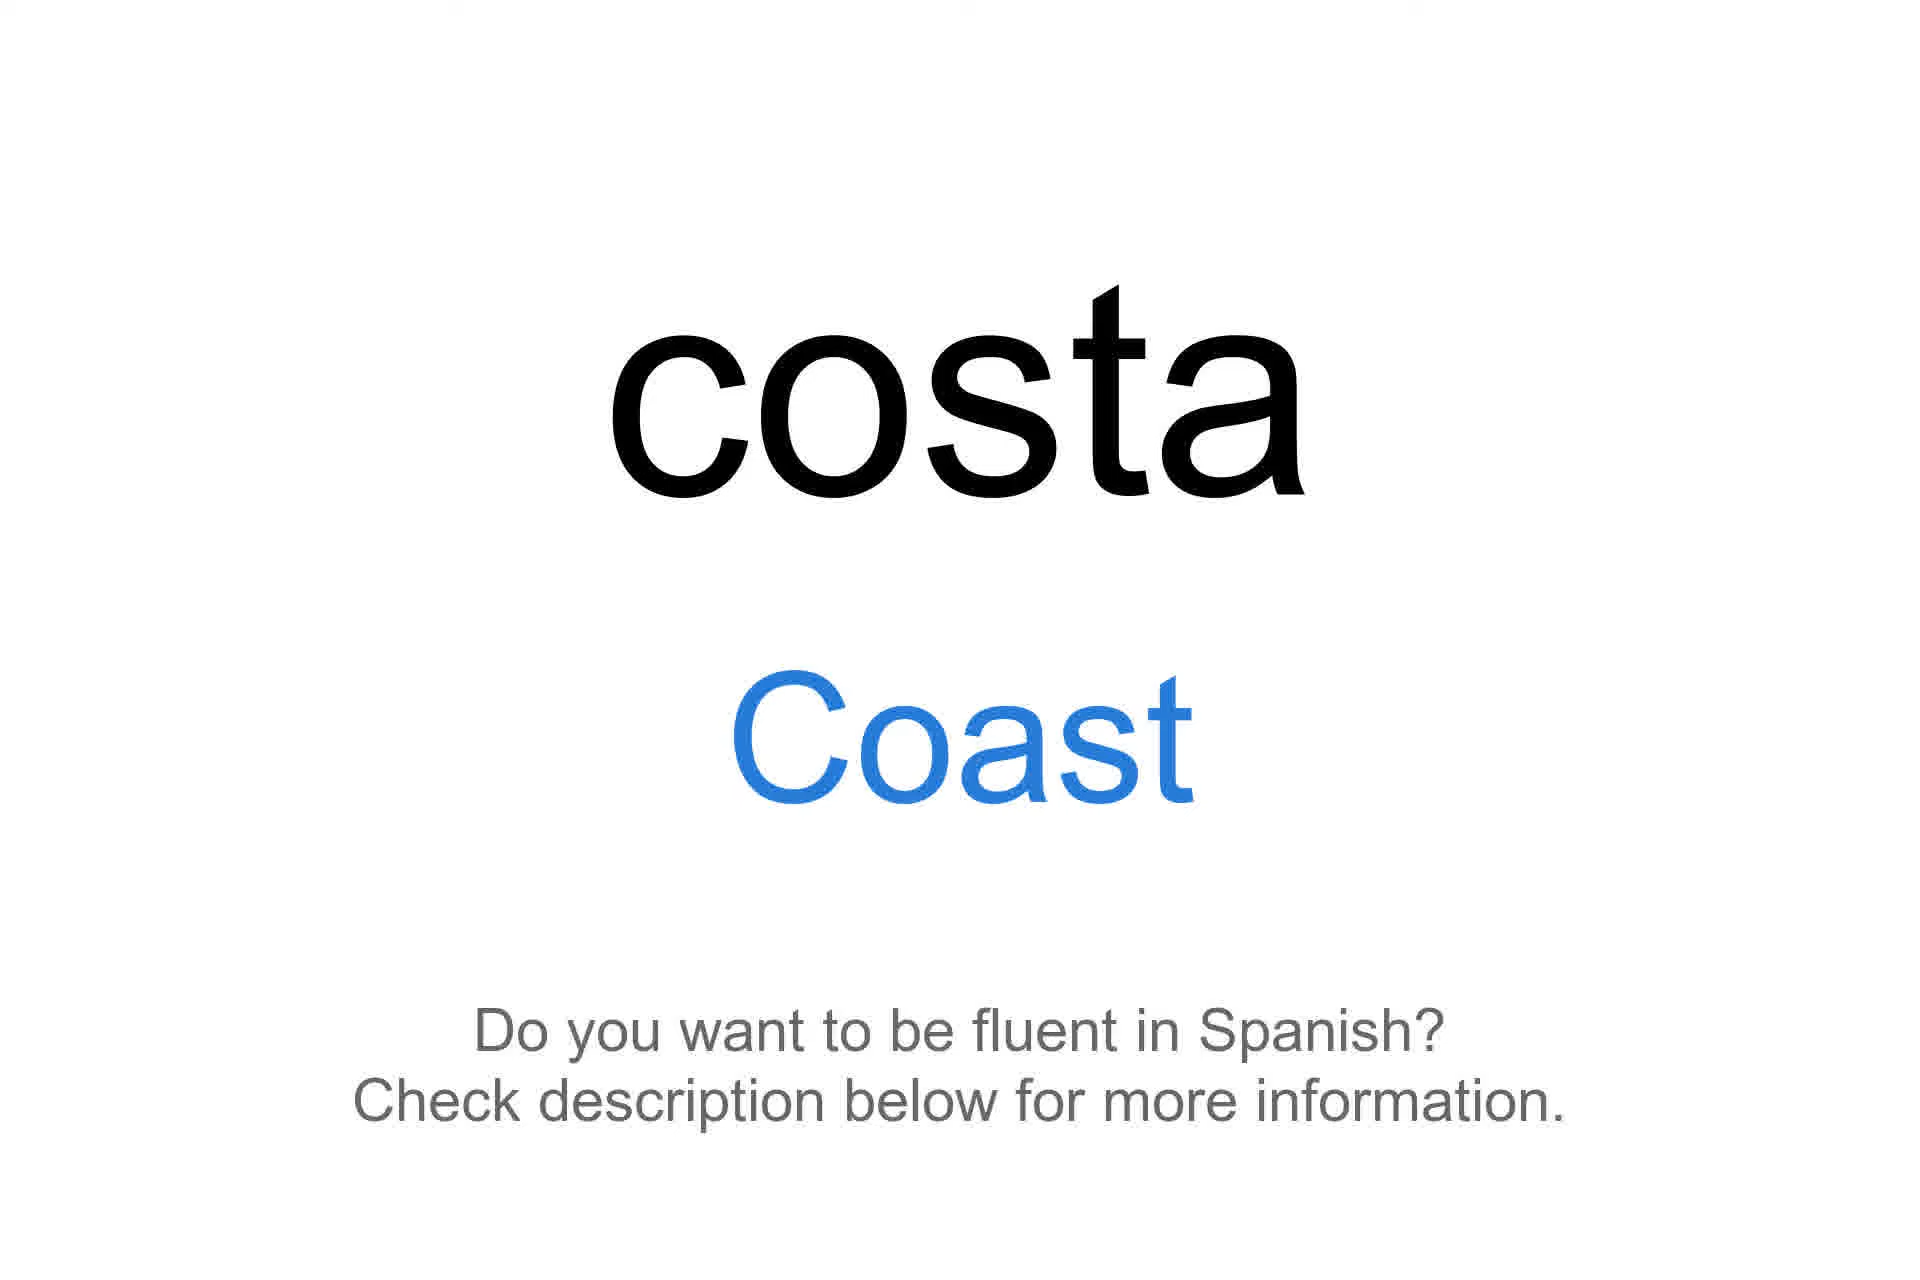 costa
Coast
Do you want to be fluent in Spanish?
Check description below for more information.